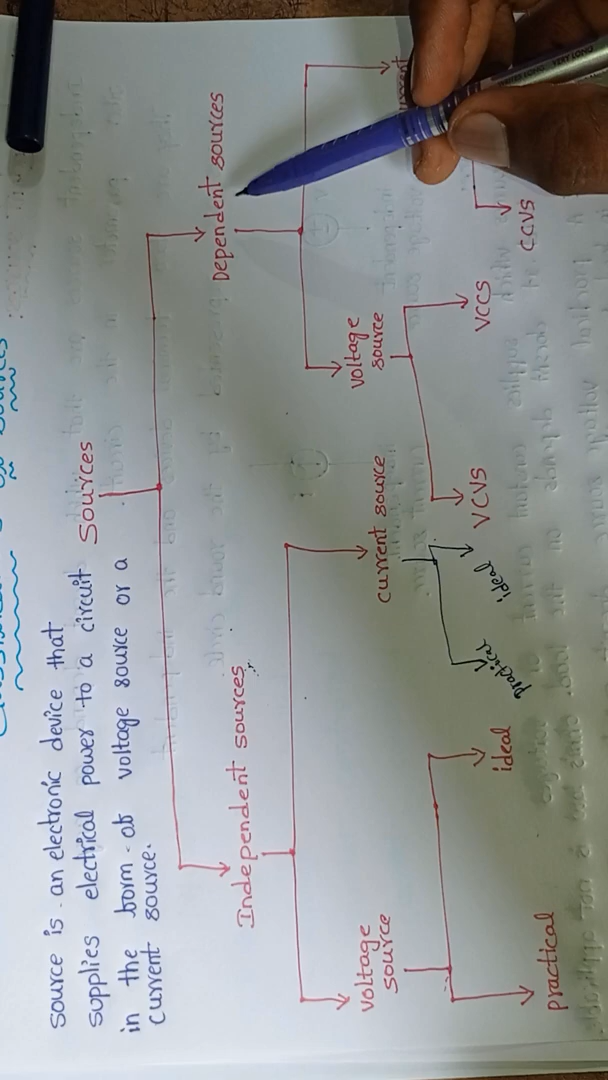 source is an electronic device that
supplies electrical power to a circuit
in the form of voltage source or a
current source.
Sources
Independent sources
Dependent sources
Voltage
source
current source
voltage
source
practical
ideal
practical
ideal
VCVS
VCCS
CCVS